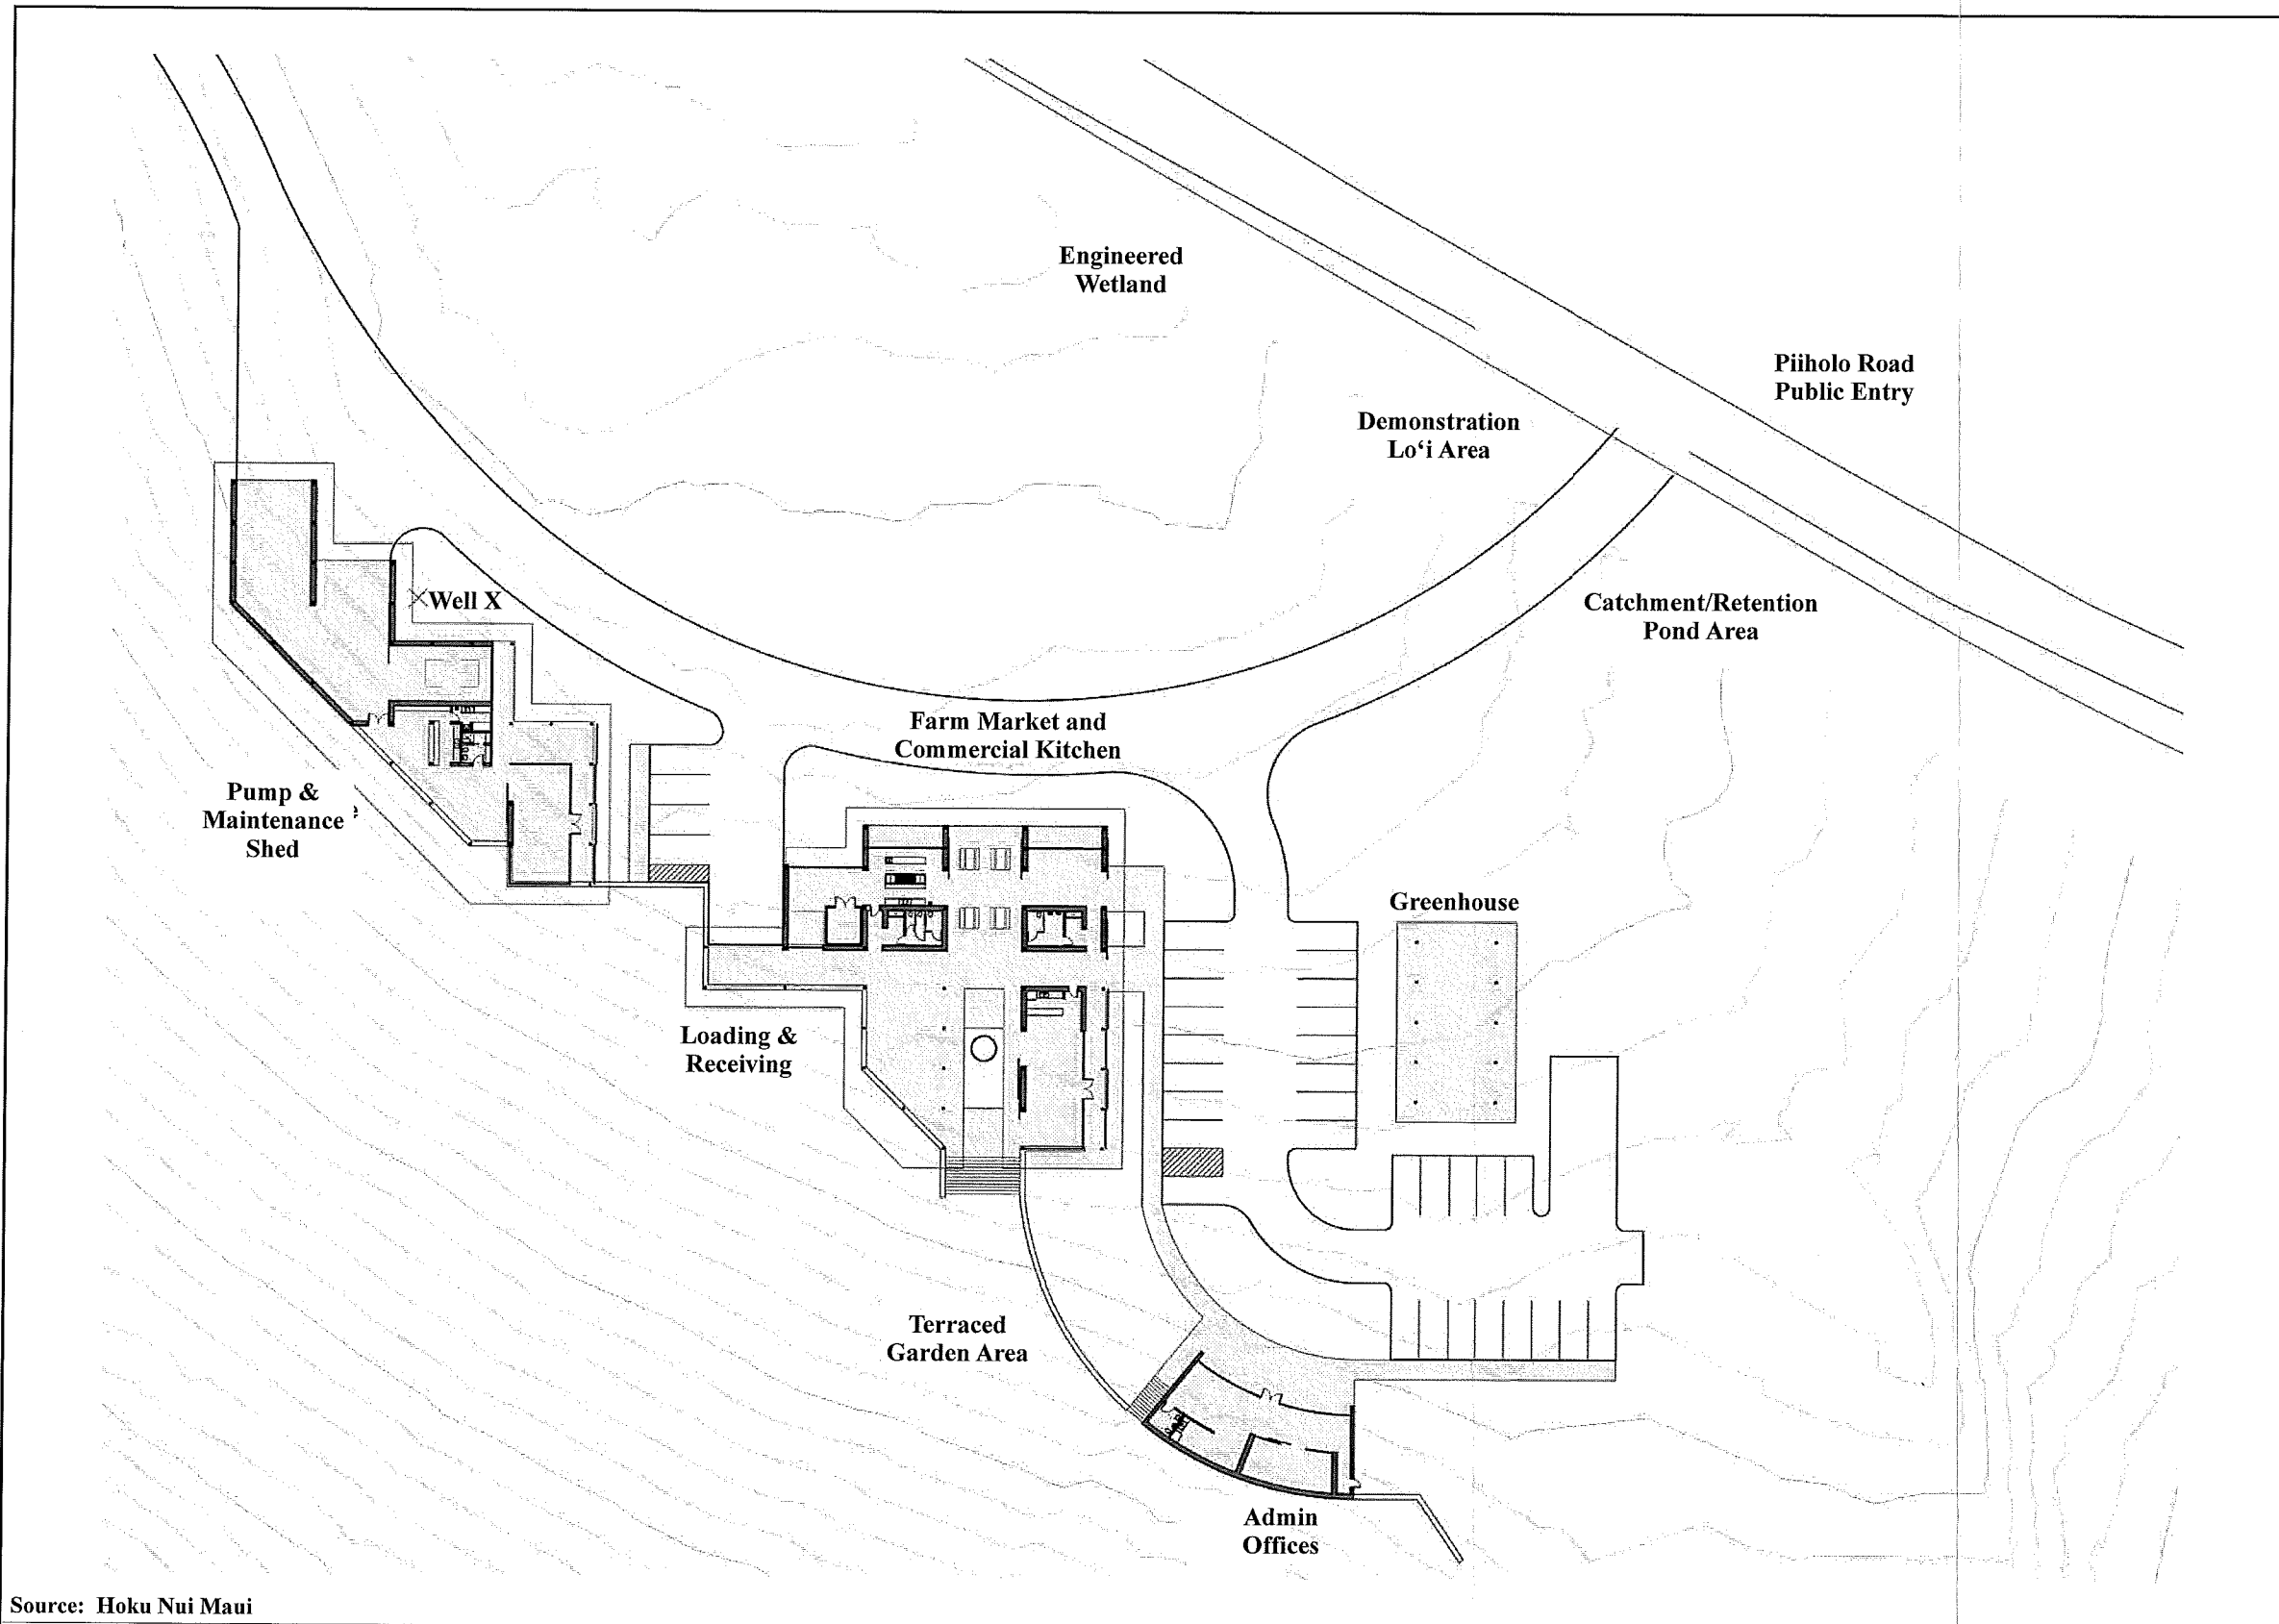 Engineered
Wetland
Piiholo Road
Public Entry
Demonstration
Lo‘i Area
Well X
Catchment/Retention
Pond Area
Farm Market and
Commercial Kitchen
Pump &
Maintenance
Shed
Greenhouse
Loading &
Receiving
Terraced
Garden Area
Admin
Offices
Source: Hoku Nui Maui